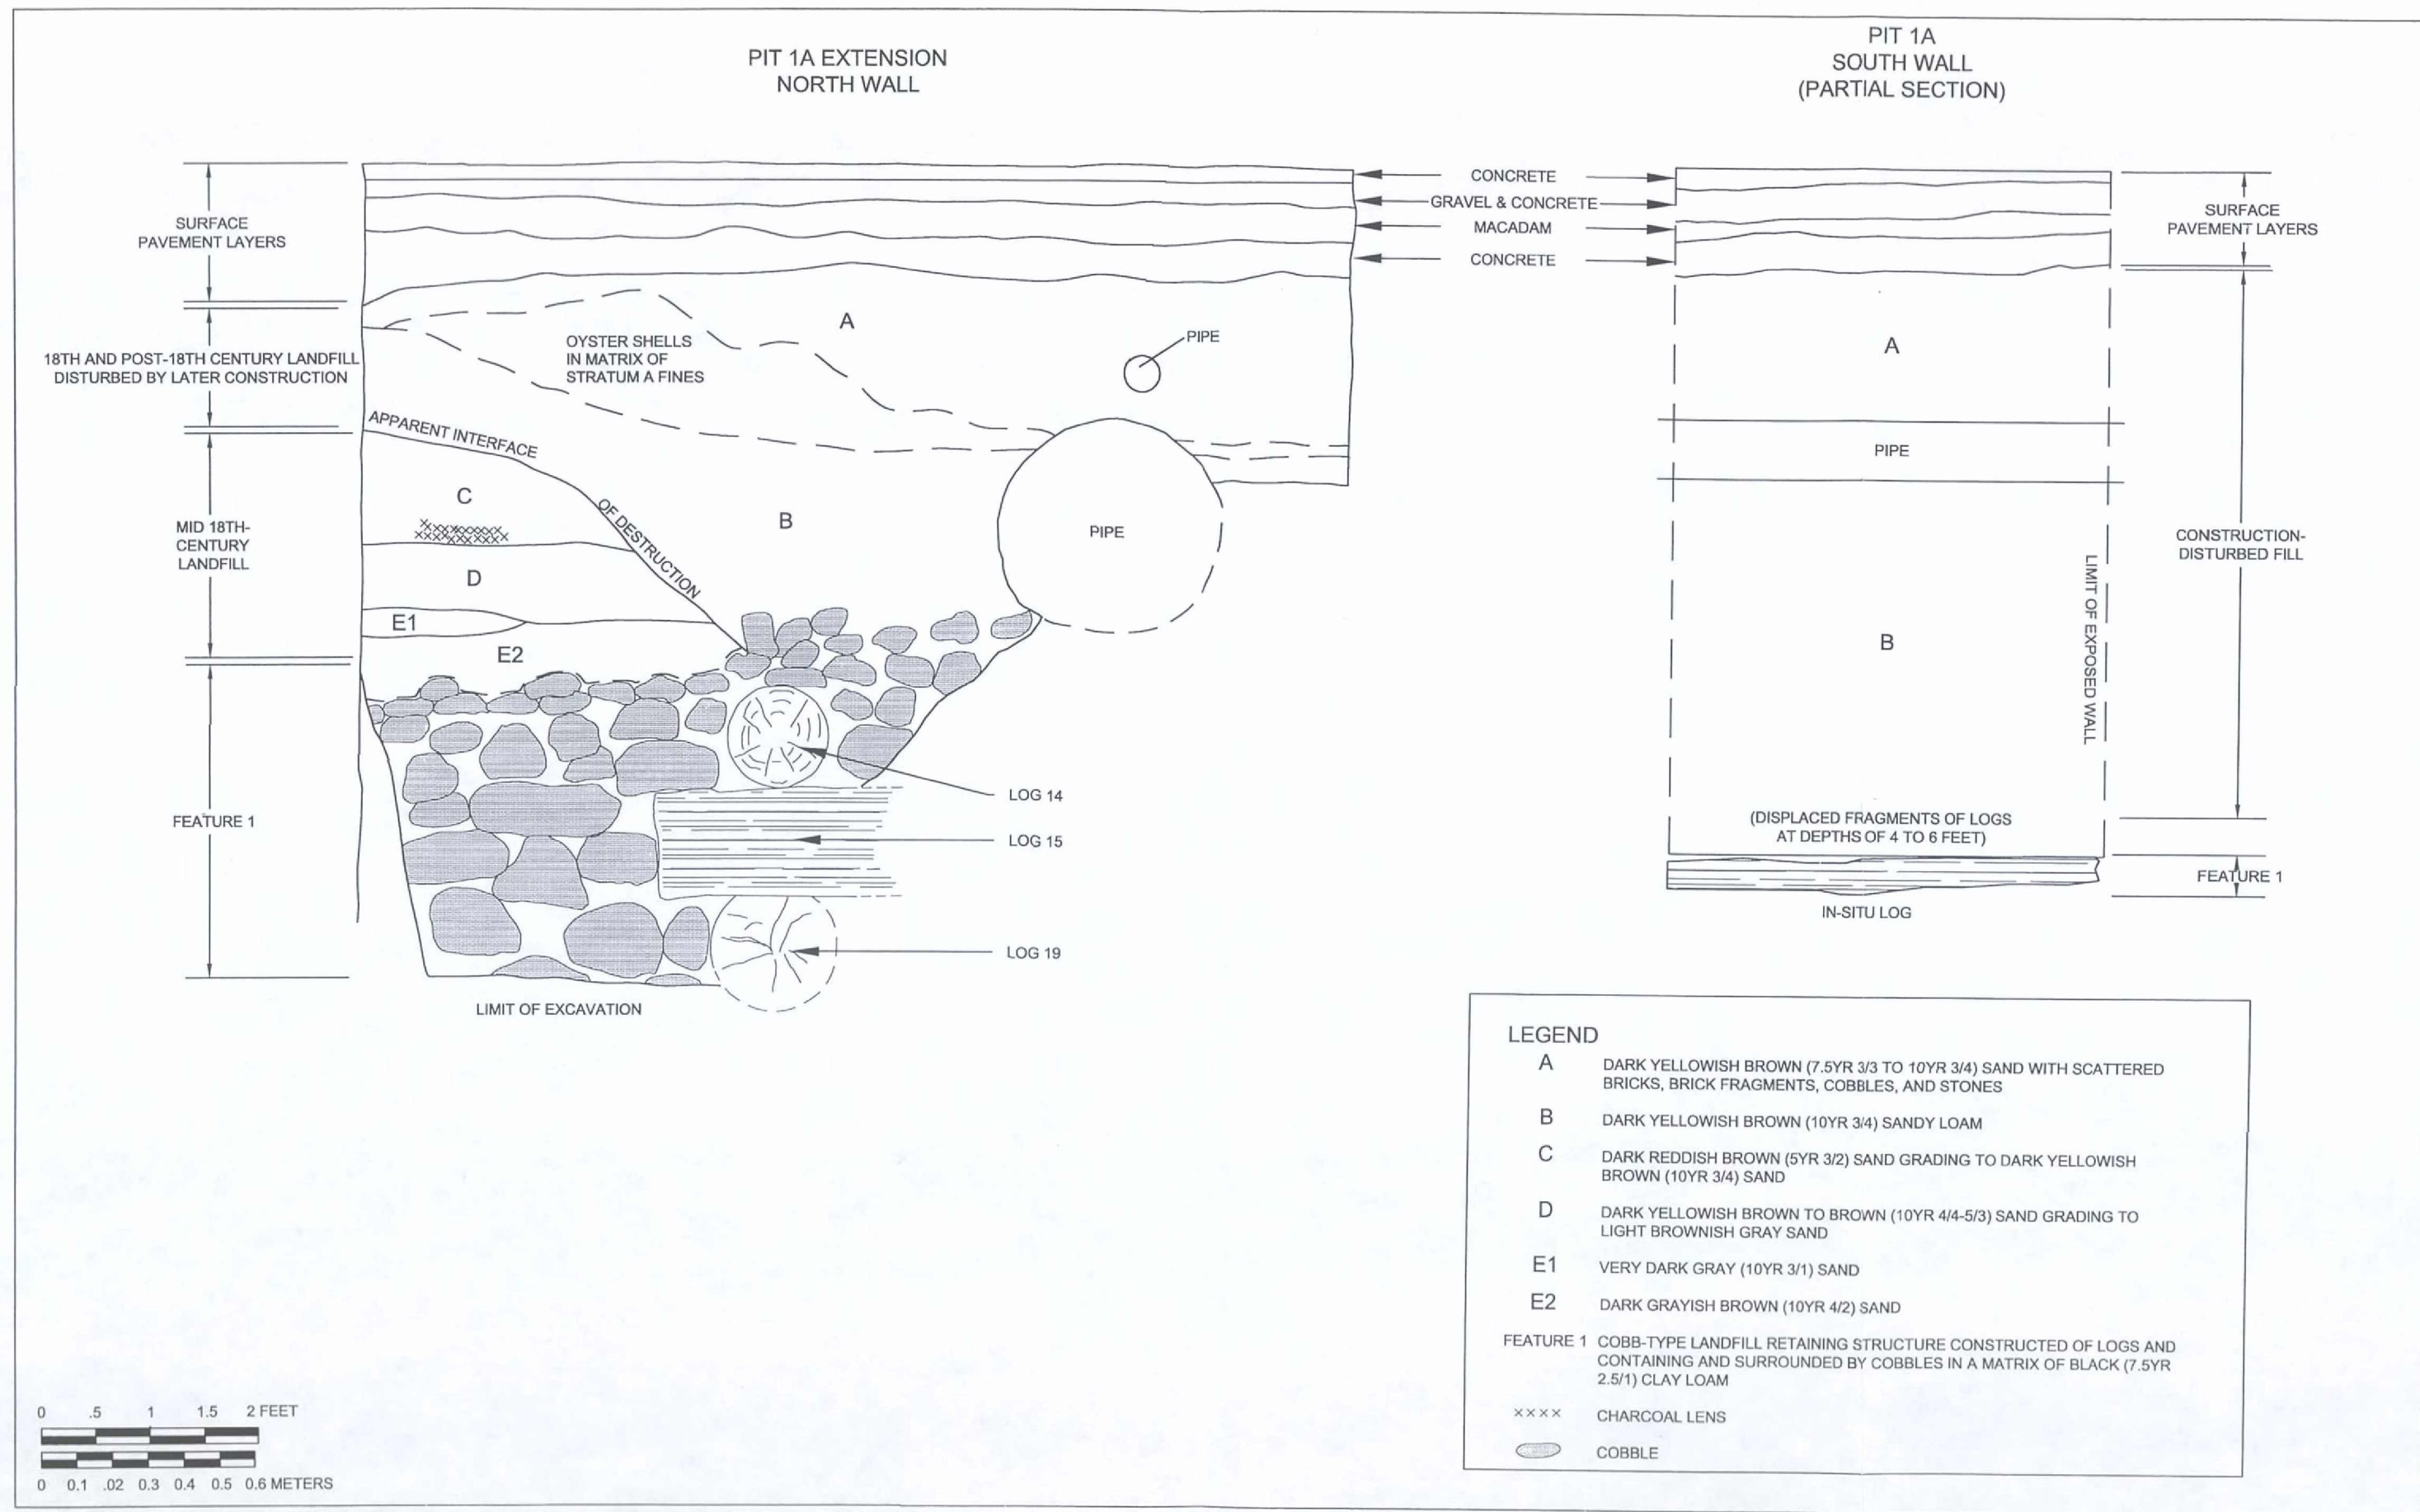 PIT 1A EXTENSION
NORTH WALL
PIT 1A
SOUTH WALL
(PARTIAL SECTION)
SURFACE
PAVEMENT LAYERS
18TH AND POST-18TH CENTURY LANDFILL
DISTURBED BY LATER CONSTRUCTION
MID 18TH-
CENTURY
LANDFILL
FEATURE 1
CONCRETE
GRAVEL & CONCRETE
MACADAM
CONCRETE
A
OYSTER SHELLS
IN MATRIX OF
STRATUM A FINES
PIPE
APPARENT INTERFACE
OF DESTRUCTION
C
B
PIPE
D
E1
E2
LOG 14
LOG 15
LOG 19
LIMIT OF EXCAVATION
A
PIPE
B
LIMIT OF EXPOSED WALL
(DISPLACED FRAGMENTS OF LOGS
AT DEPTHS OF 4 TO 6 FEET)
IN-SITU LOG
SURFACE
PAVEMENT LAYERS
CONSTRUCTION-
DISTURBED FILL
FEATURE 1
LEGEND
A DARK YELLOWISH BROWN (7.5YR 3/3 TO 10YR 3/4) SAND WITH SCATTERED
BRICKS, BRICK FRAGMENTS, COBBLES, AND STONES
B DARK YELLOWISH BROWN (10YR 3/4) SANDY LOAM
C DARK REDDISH BROWN (5YR 3/2) SAND GRADING TO DARK YELLOWISH
BROWN (10YR 3/4) SAND
D DARK YELLOWISH BROWN TO BROWN (10YR 4/4-5/3) SAND GRADING TO
LIGHT BROWNISH GRAY SAND
E1 VERY DARK GRAY (10YR 3/1) SAND
E2 DARK GRAYISH BROWN (10YR 4/2) SAND
FEATURE 1 COBB-TYPE LANDFILL RETAINING STRUCTURE CONSTRUCTED OF LOGS AND
CONTAINING AND SURROUNDED BY COBBLES IN A MATRIX OF BLACK (7.5YR
2.5/1) CLAY LOAM
×××× CHARCOAL LENS
COBBLE
0 .5 1 1.5 2 FEET
0 0.1 .02 0.3 0.4 0.5 0.6 METERS